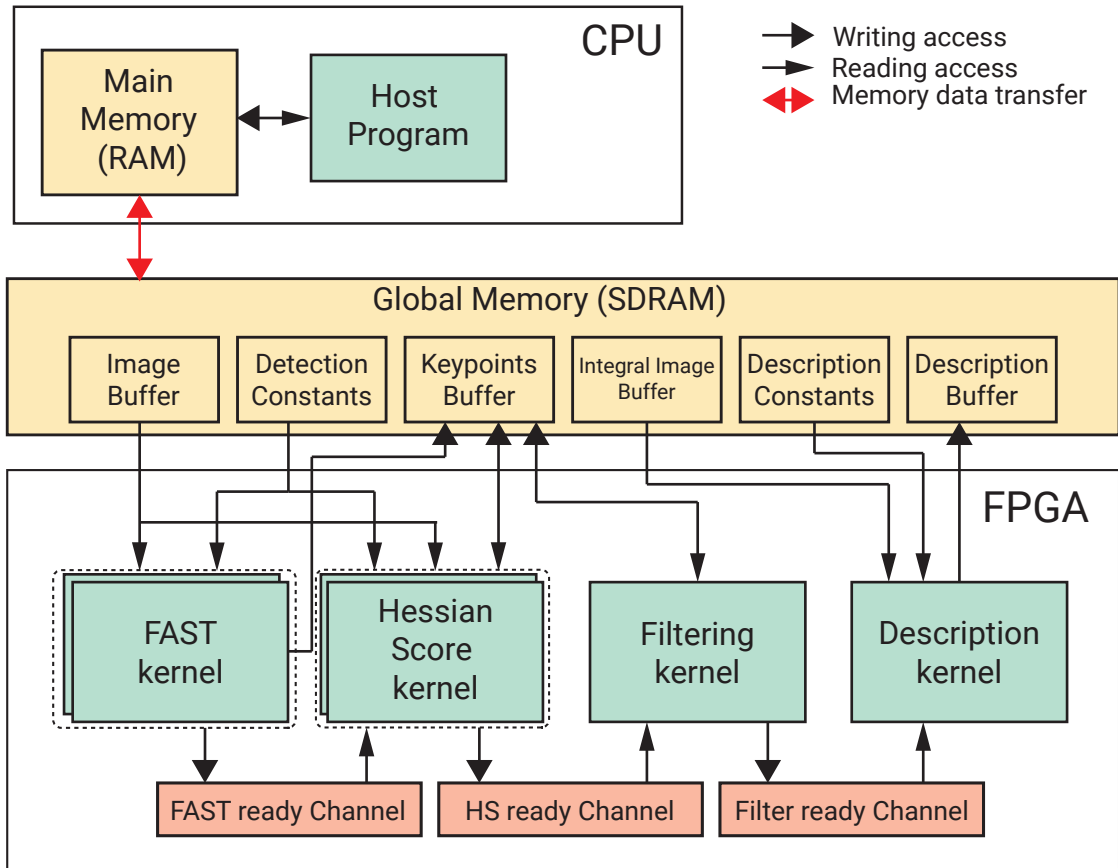 CPU
Main
Memory
(RAM)
Host
Program
Writing access
Reading access
Memory data transfer
Global Memory (SDRAM)
Image
Buffer
Detection
Constants
Keypoints
Buffer
Integral Image
Buffer
Description
Constants
Description
Buffer
FPGA
FAST
kernel
Hessian
Score
kernel
Filtering
kernel
Description
kernel
FAST ready Channel
HS ready Channel
Filter ready Channel